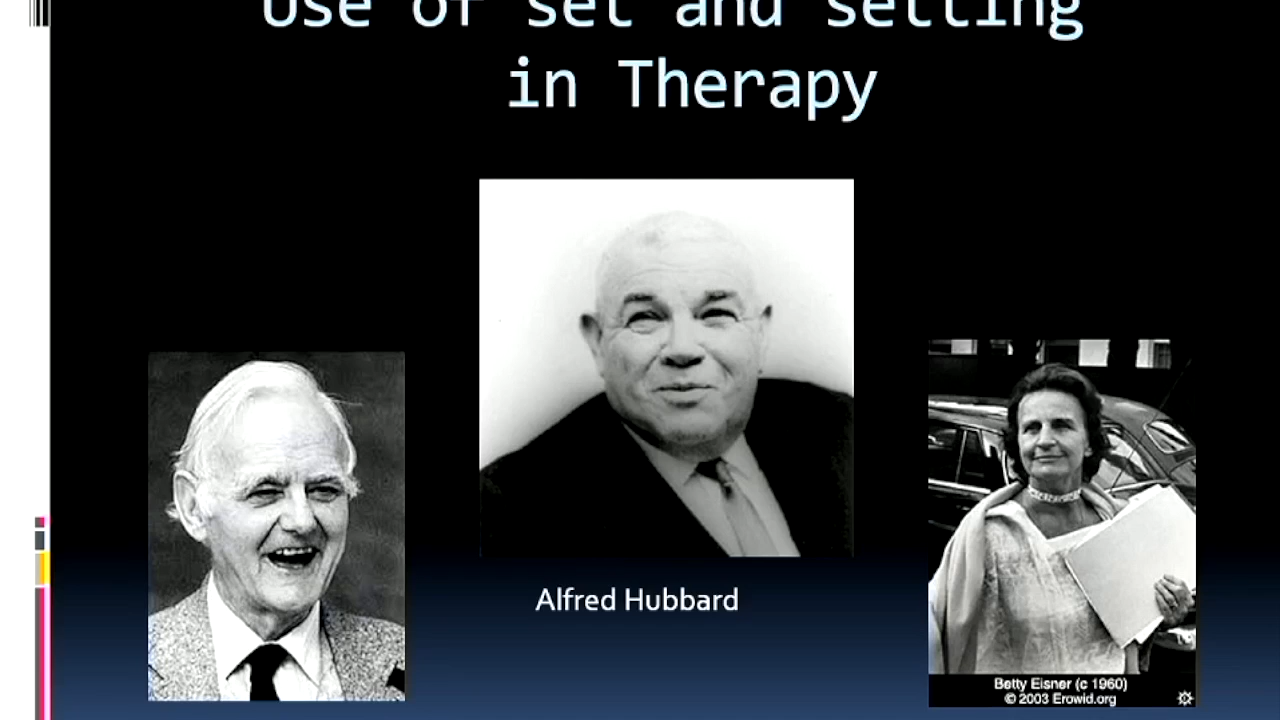 Use of set and setting
in Therapy
Alfred Hubbard
Betty Eisner (c 1960)
© 2003 Erowid.org